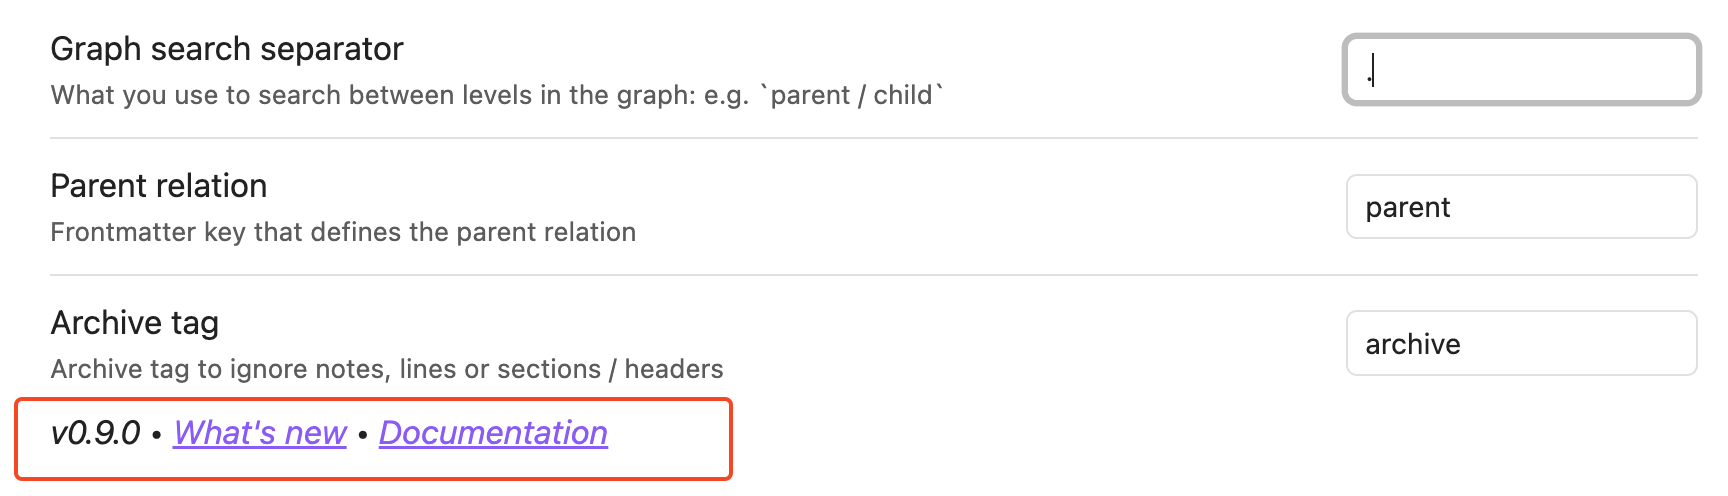 Graph search separator
What you use to search between levels in the graph: e.g. `parent / child`
.
Parent relation
Frontmatter key that defines the parent relation
parent
Archive tag
Archive tag to ignore notes, lines or sections / headers
archive
v0.9.0 • What's new • Documentation